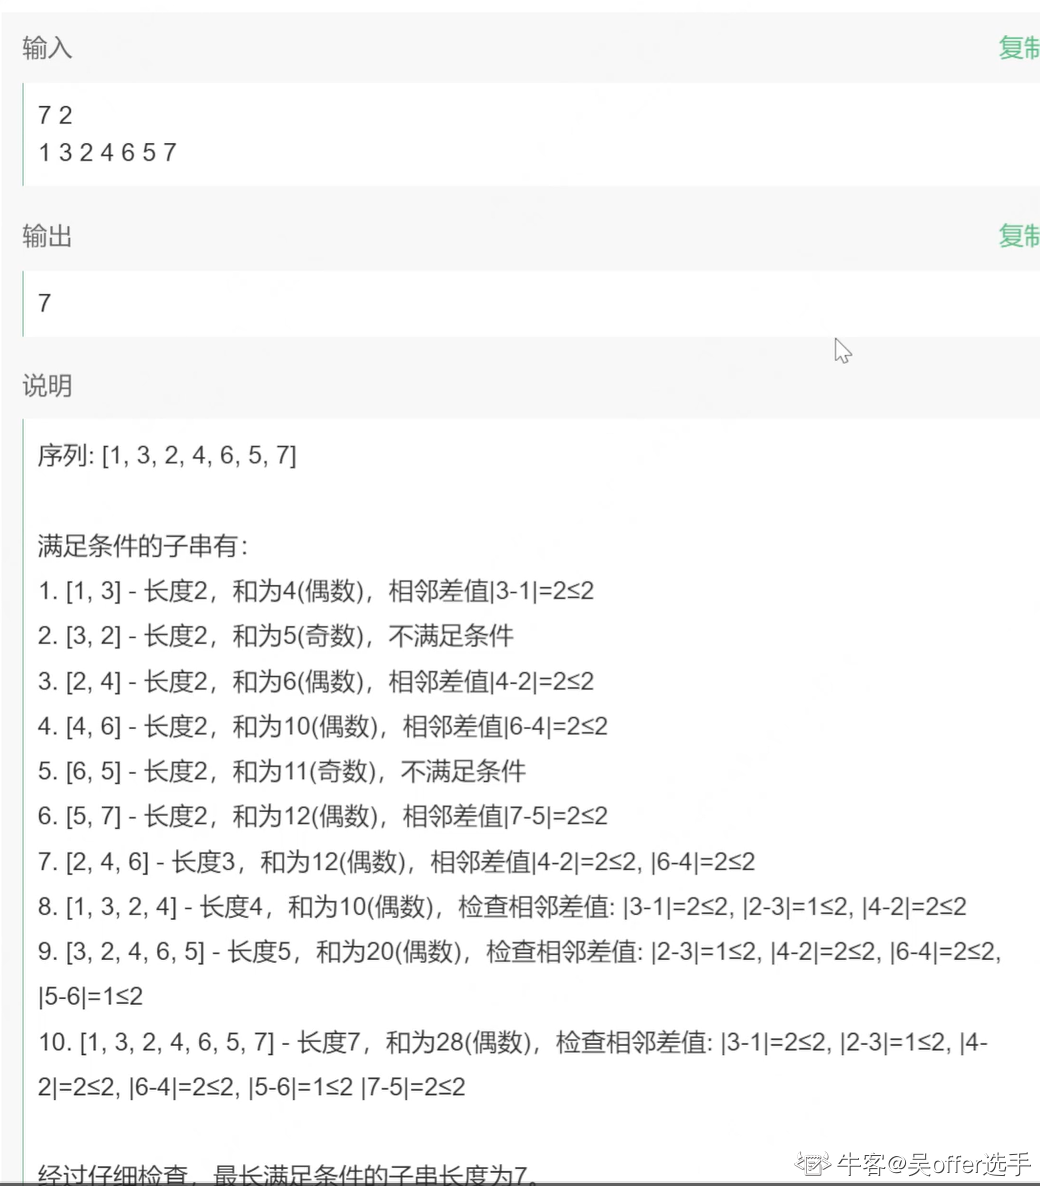 输入
复制
7 2
1 3 2 4 6 5 7
输出
复制
7
说明
序列: [1, 3, 2, 4, 6, 5, 7]
满足条件的子串有：
1. [1, 3] - 长度2，和为4(偶数)，相邻差值|3-1|=2≤2
2. [3, 2] - 长度2，和为5(奇数)，不满足条件
3. [2, 4] - 长度2，和为6(偶数)，相邻差值|4-2|=2≤2
4. [4, 6] - 长度2，和为10(偶数)，相邻差值|6-4|=2≤2
5. [6, 5] - 长度2，和为11(奇数)，不满足条件
6. [5, 7] - 长度2，和为12(偶数)，相邻差值|7-5|=2≤2
7. [2, 4, 6] - 长度3，和为12(偶数)，相邻差值|4-2|=2≤2, |6-4|=2≤2
8. [1, 3, 2, 4] - 长度4，和为10(偶数)，检查相邻差值: |3-1|=2≤2, |2-3|=1≤2, |4-2|=2≤2
9. [3, 2, 4, 6, 5] - 长度5，和为20(偶数)，检查相邻差值: |2-3|=1≤2, |4-2|=2≤2, |6-4|=2≤2,
|5-6|=1≤2
10. [1, 3, 2, 4, 6, 5, 7] - 长度7，和为28(偶数)，检查相邻差值: |3-1|=2≤2, |2-3|=1≤2, |4-
2|=2≤2, |6-4|=2≤2, |5-6|=1≤2 |7-5|=2≤2
经过仔细检查，最长满足条件的子串长度为7。
牛客@吴offer选手